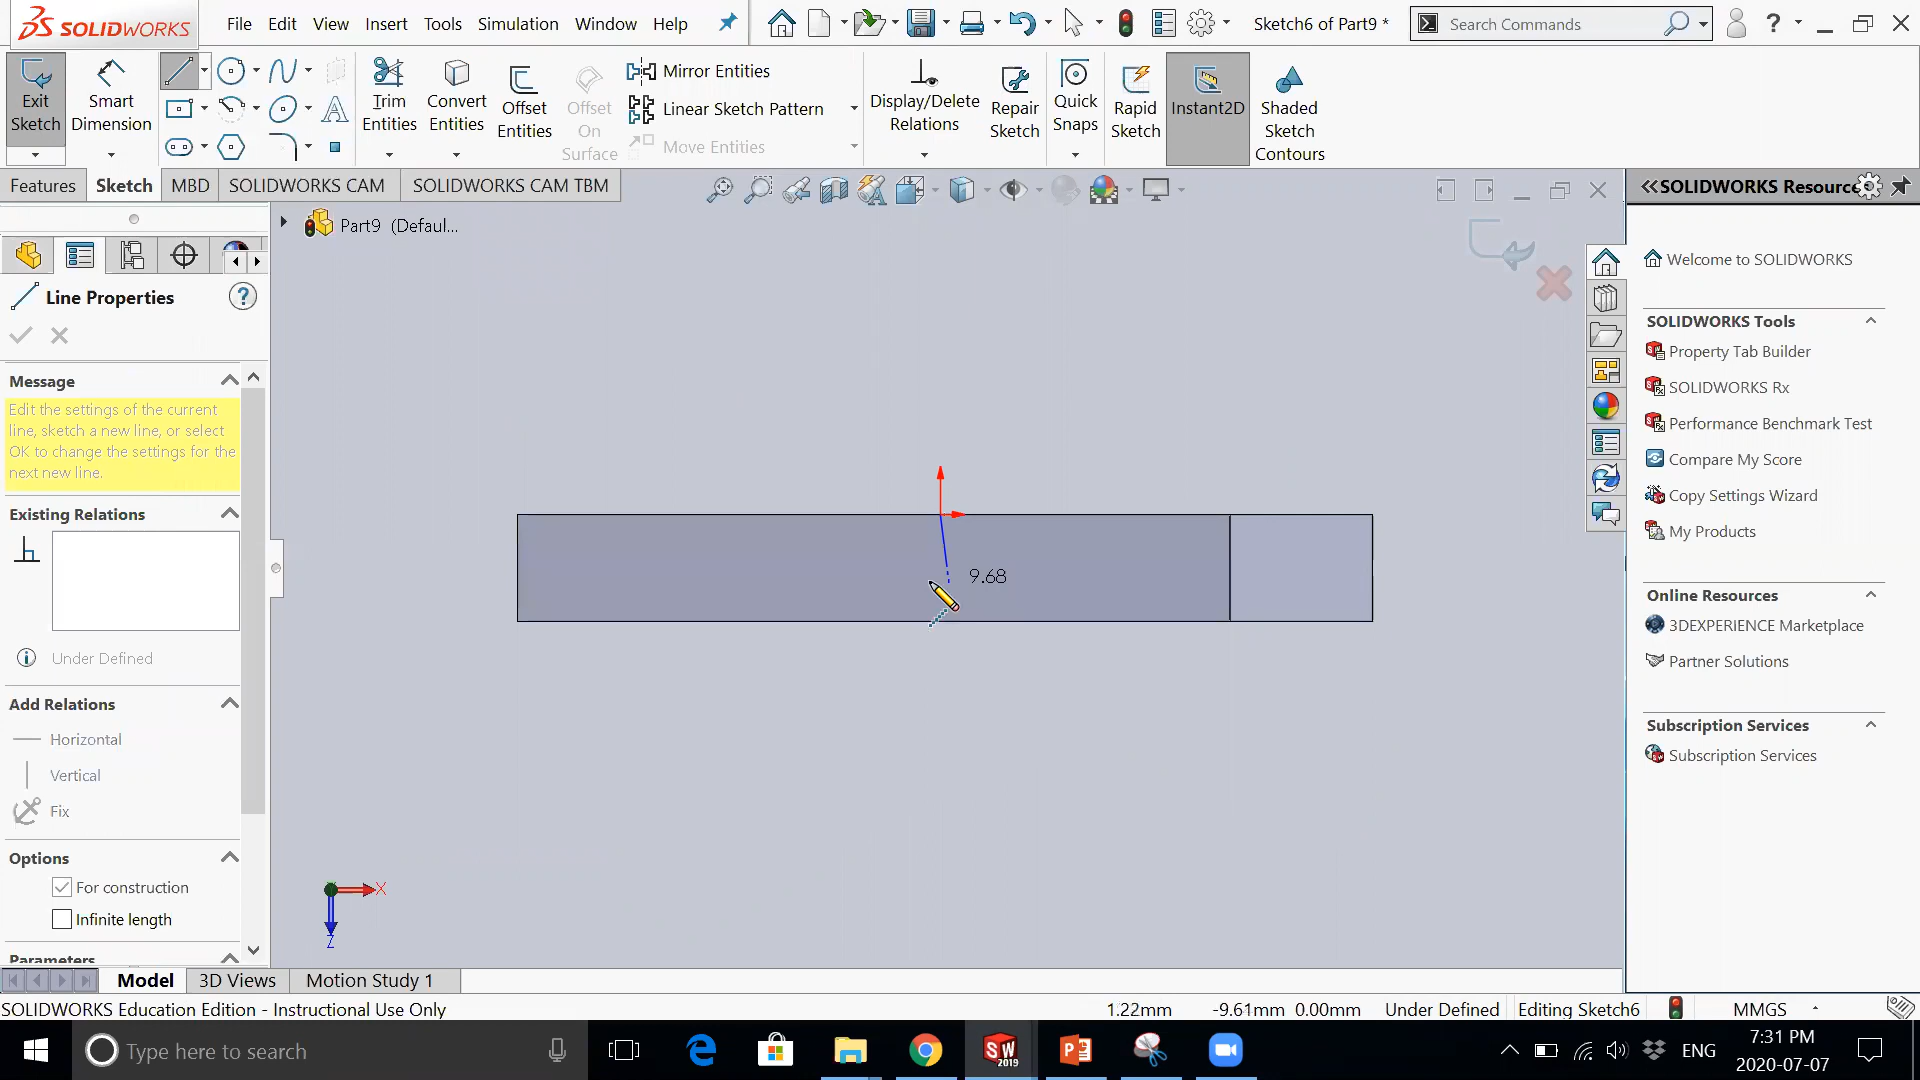 SOLIDWORKS File Edit View Insert Tools Simulation Window Help Sketch6 of Part9 * Search Commands ?
Exit Sketch
Smart Dimension
Trim Entities
Convert Entities
Offset Entities
Offset On Surface
Mirror Entities
Linear Sketch Pattern
Move Entities
Display/Delete Relations
Repair Sketch
Quick Snaps
Rapid Sketch
Instant2D
Shaded Sketch Contours
Features Sketch MBD SOLIDWORKS CAM SOLIDWORKS CAM TBM
Part9 (Defaul...
Line Properties
Message
Edit the settings of the current
line, sketch a new line, or select
OK to change the settings for the
next new line.
Existing Relations
Under Defined
Add Relations
Horizontal
Vertical
Fix
Options
For construction
Infinite length
Parameters
9.68
X
Z
SOLIDWORKS Resource
Welcome to SOLIDWORKS
SOLIDWORKS Tools
Property Tab Builder
SOLIDWORKS Rx
Performance Benchmark Test
Compare My Score
Copy Settings Wizard
My Products
Online Resources
3DEXPERIENCE Marketplace
Partner Solutions
Subscription Services
Subscription Services
Model 3D Views Motion Study 1
SOLIDWORKS Education Edition - Instructional Use Only 1.22mm -9.61mm 0.00mm Under Defined Editing Sketch6 MMGS
Type here to search
SW 2019
ENG
7:31 PM
2020-07-07